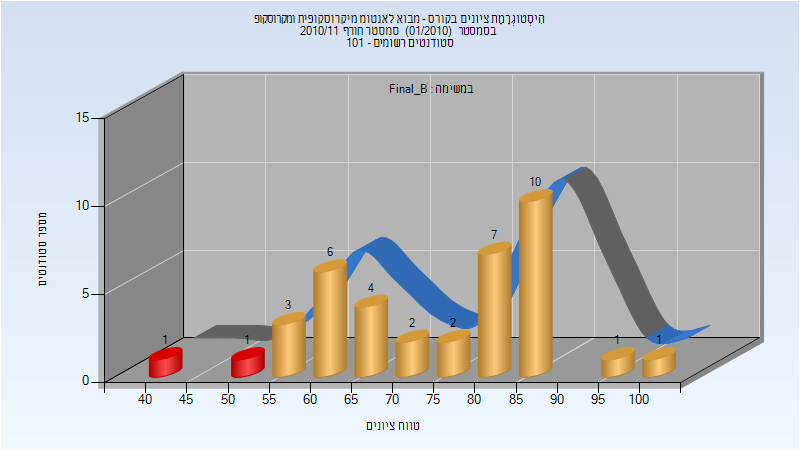 הִיסטוֹגְרָמַת ציונים בקורס - מבוא לאנטומ מיקרוסקופית ומקרוסקופ
בסמסטר (01/2010) סמסטר חורף 2010/11
סטודנטים רשומים - 101
במשימה : Final_B
מספר סטודנטים
15
10
5
0
1
1
3
6
4
2
2
7
10
1
1
40 45 50 55 60 65 70 75 80 85 90 95 100
טווח ציונים